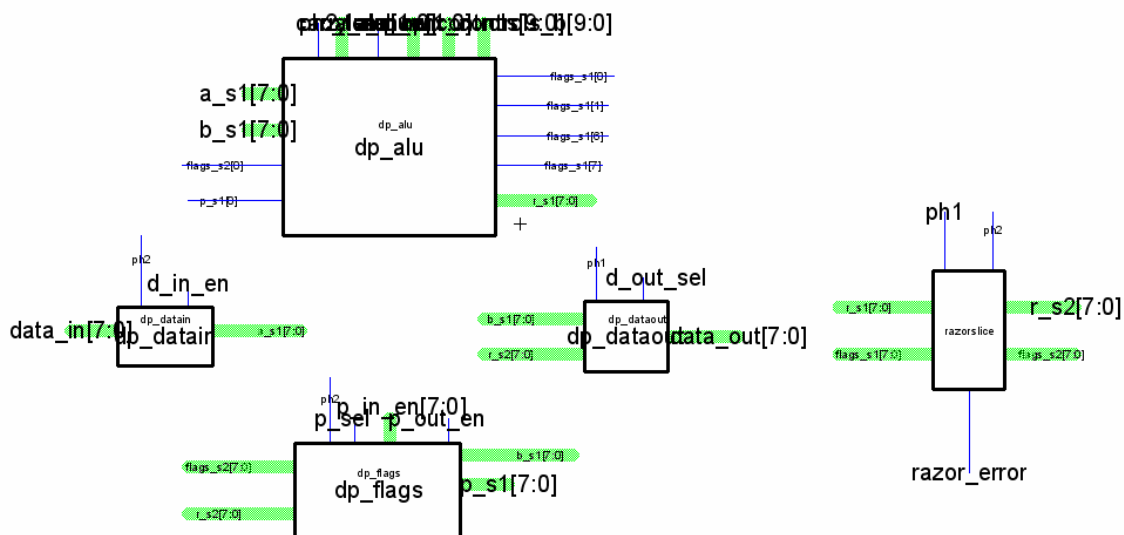 flags_s1[0]
a_s1[7:0]
flags_s1[1]
dp_alu
b_s1[7:0]
dp_alu
flags_s1[6]
flags_s2[0]
flags_s1[7]
r_s1[7:0]
ph1
ph2
ph2
d_in_en
ph1
d_out_sel
dp_datain
data_in[7:0]
dp_datain
a_s1[7:0]
b_s1[7:0]
dp_dataout
dp_dataout
data_out[7:0]
r_s2[7:0]
r_s1[7:0]
r_s2[7:0]
razorslice
flags_s1[7:0]
flags_s2[7:0]
ph2
p_in_en[7:0]
p_sel
p_out_en
flags_s2[7:0]
dp_flags
b_s1[7:0]
dp_flags
p_s1[7:0]
r_s2[7:0]
razor_error